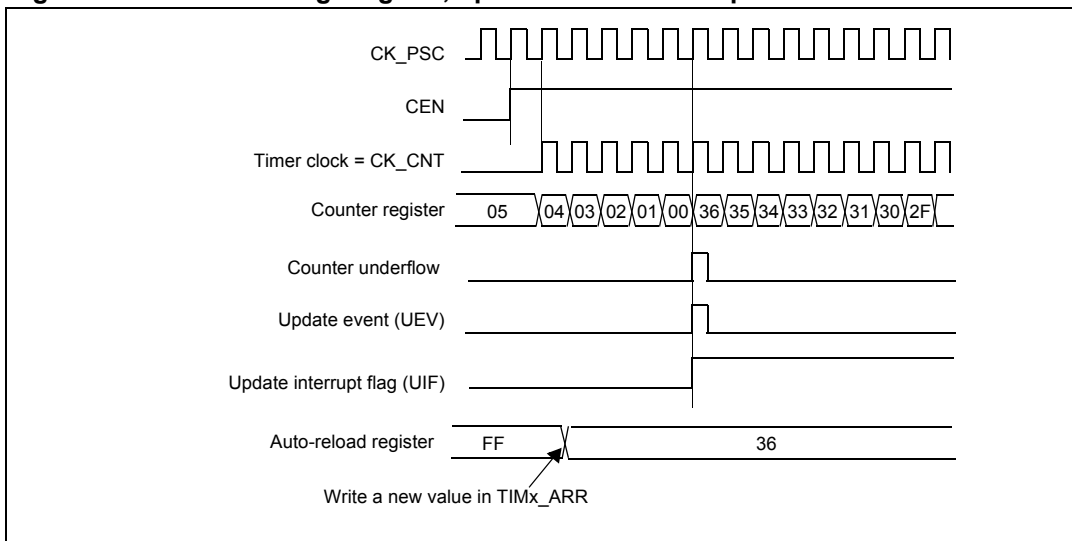 CK_PSC
CEN
Timer clock = CK_CNT
Counter register 05 04 03 02 01 00 36 35 34 33 32 31 30 2F
Counter underflow
Update event (UEV)
Update interrupt flag (UIF)
Auto-reload register FF 36
Write a new value in TIMx_ARR